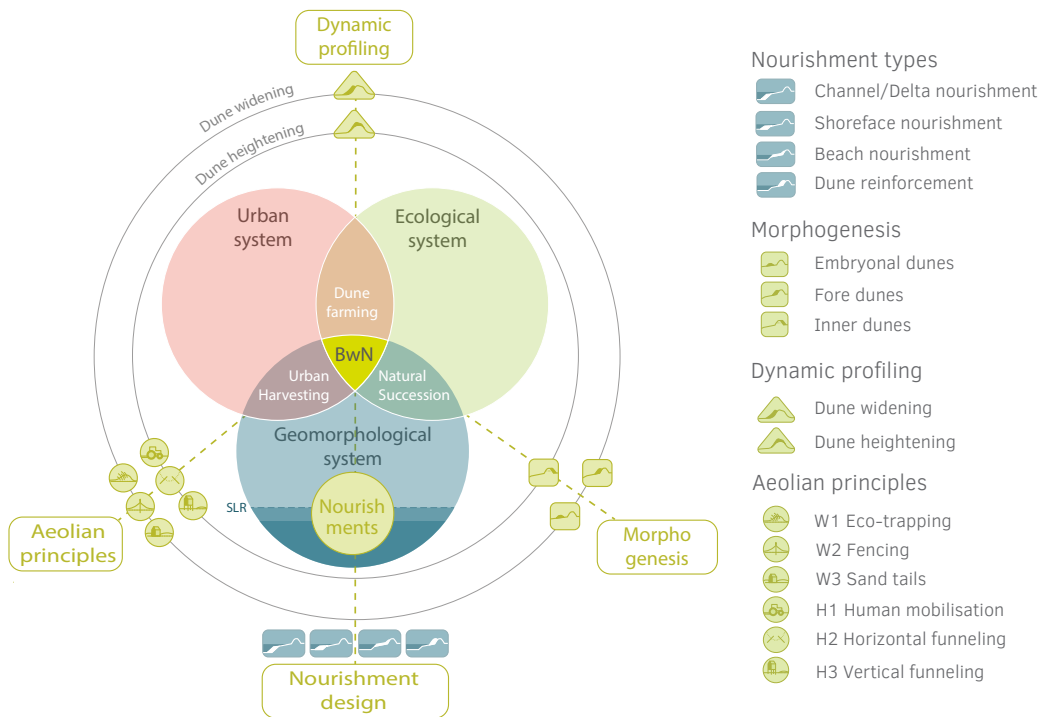 Dynamic
profiling
Dune widening
Dune heightening
Urban
system
Ecological
system
Dune
farming
BwN
Urban
Harvesting
Natural
Succession
Geomorphological
system
SLR
Nourish
ments
Aeolian
principles
Morpho
genesis
Nourishment
design
Nourishment types
Channel/Delta nourishment
Shoreface nourishment
Beach nourishment
Dune reinforcement
Morphogenesis
Embryonal dunes
Fore dunes
Inner dunes
Dynamic profiling
Dune widening
Dune heightening
Aeolian principles
W1 Eco-trapping
W2 Fencing
W3 Sand tails
H1 Human mobilisation
H2 Horizontal funneling
H3 Vertical funneling